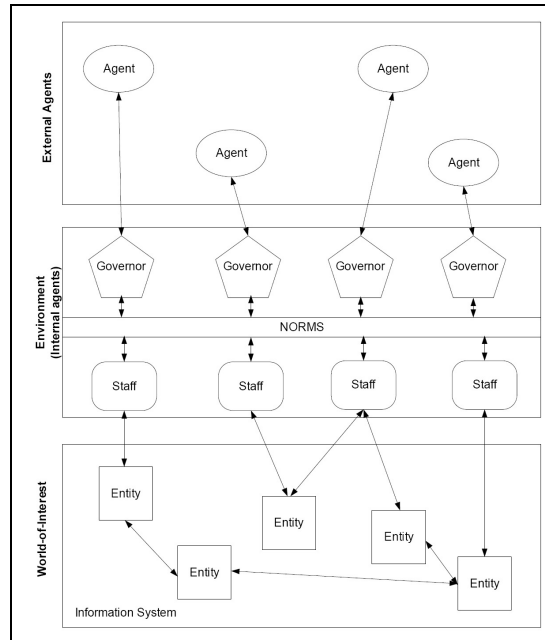 External Agents
Agent
Agent
Agent
Agent
Environment
(Internal agents)
Governor
Governor
Governor
Governor
NORMS
Staff
Staff
Staff
Staff
World-of-Interest
Entity
Entity
Entity
Entity
Entity
Information System